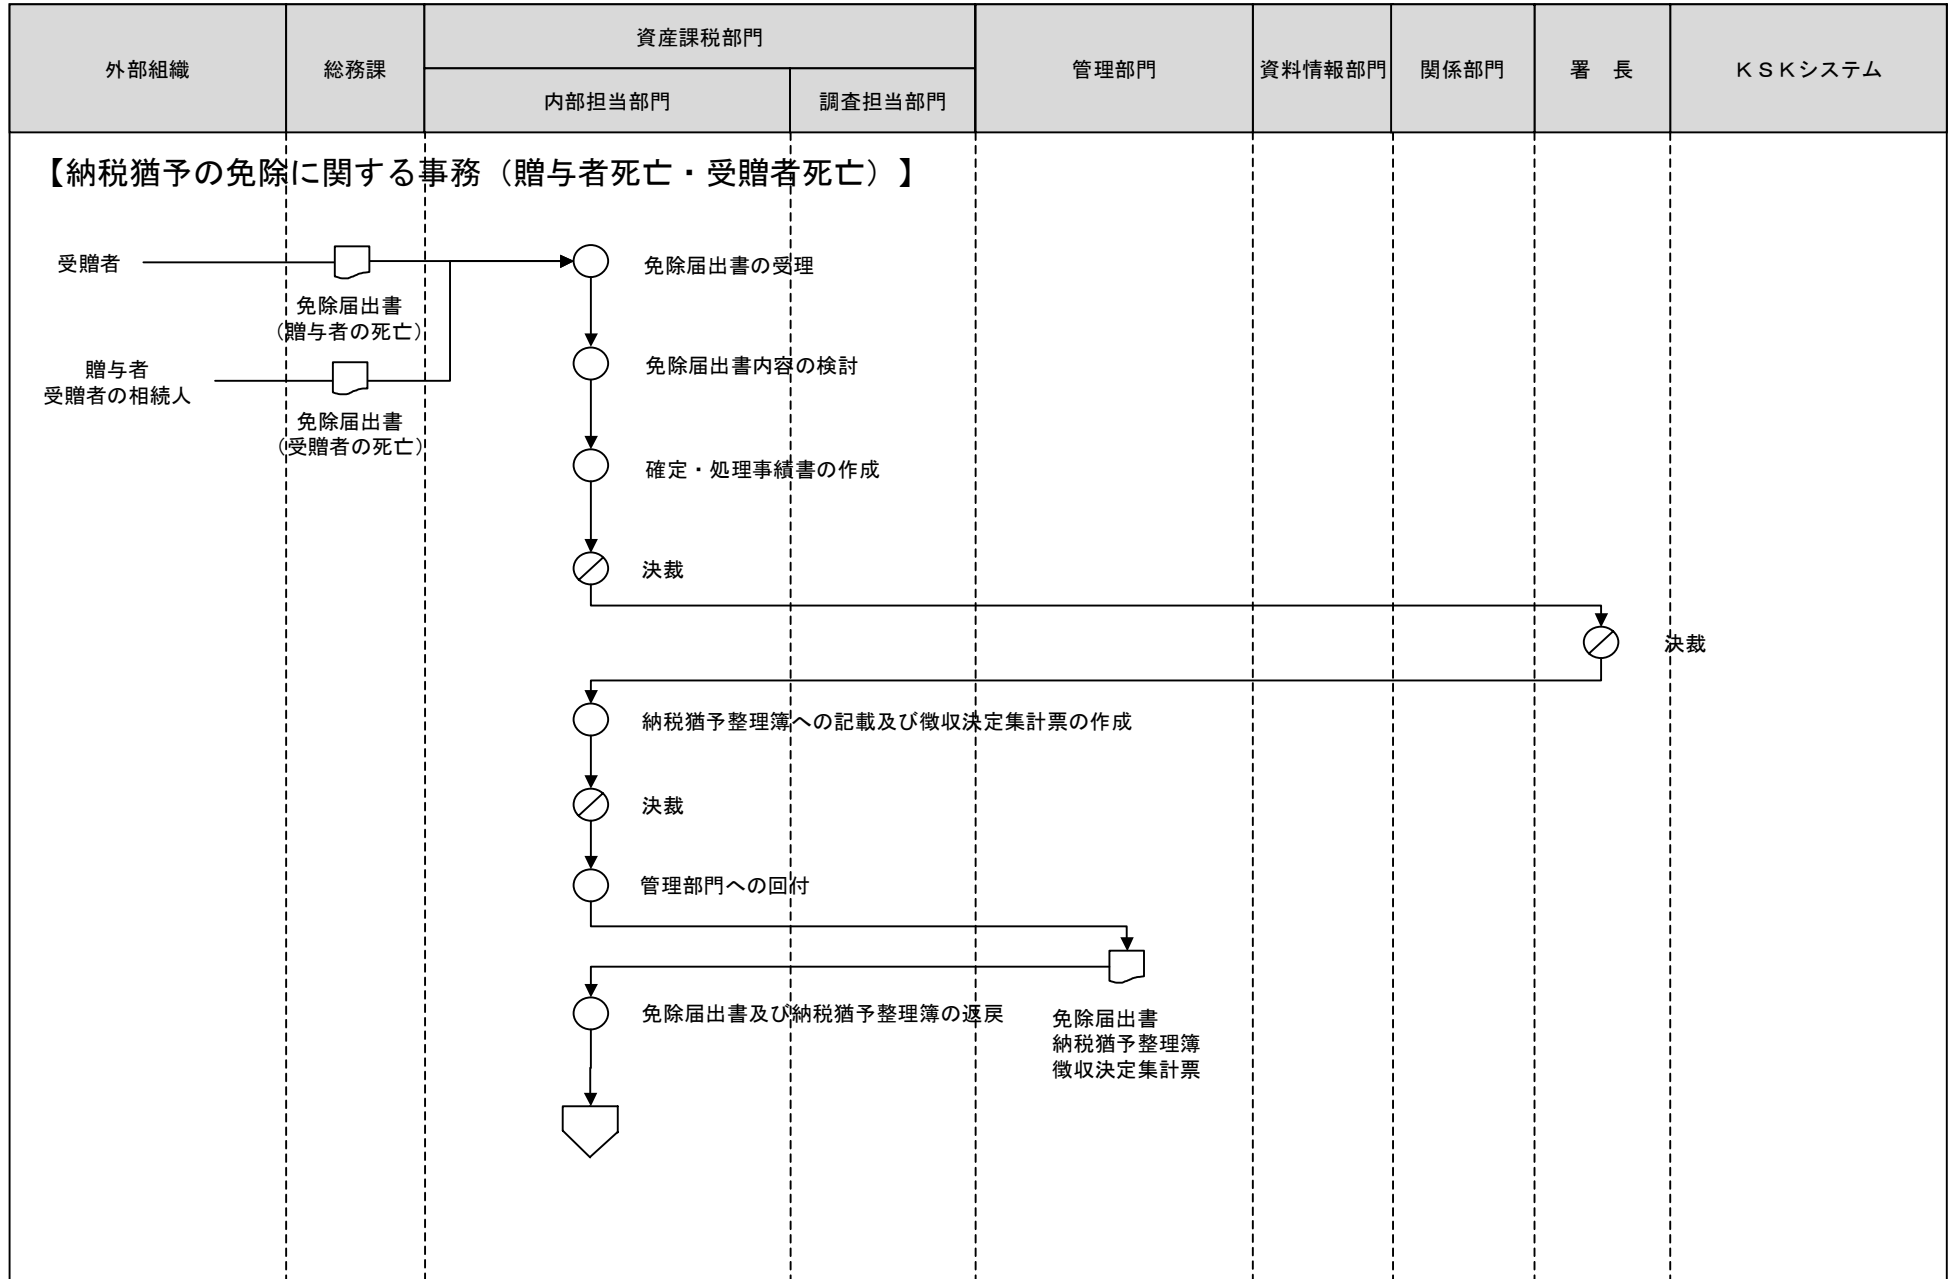 外部組織
総務課
資産課税部門
内部担当部門
調査担当部門
管理部門
資料情報部門
関係部門
署　長
ＫＳＫシステム
【納税猶予の免除に関する事務（贈与者死亡・受贈者死亡）】
受贈者
免除届出書
（贈与者の死亡）
免除届出書の受理
贈与者
受贈者の相続人
免除届出書
（受贈者の死亡）
免除届出書内容の検討
確定・処理事績書の作成
決裁
決裁
納税猶予整理簿への記載及び徴収決定集計票の作成
決裁
管理部門への回付
免除届出書及び納税猶予整理簿の返戻
免除届出書
納税猶予整理簿
徴収決定集計票